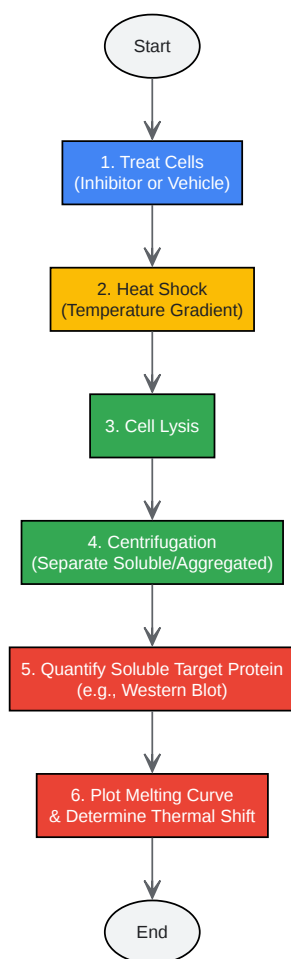 Start
1. Treat Cells
(Inhibitor or Vehicle)
2. Heat Shock
(Temperature Gradient)
3. Cell Lysis
4. Centrifugation
(Separate Soluble/Aggregated)
5. Quantify Soluble Target Protein
(e.g., Western Blot)
6. Plot Melting Curve
& Determine Thermal Shift
End